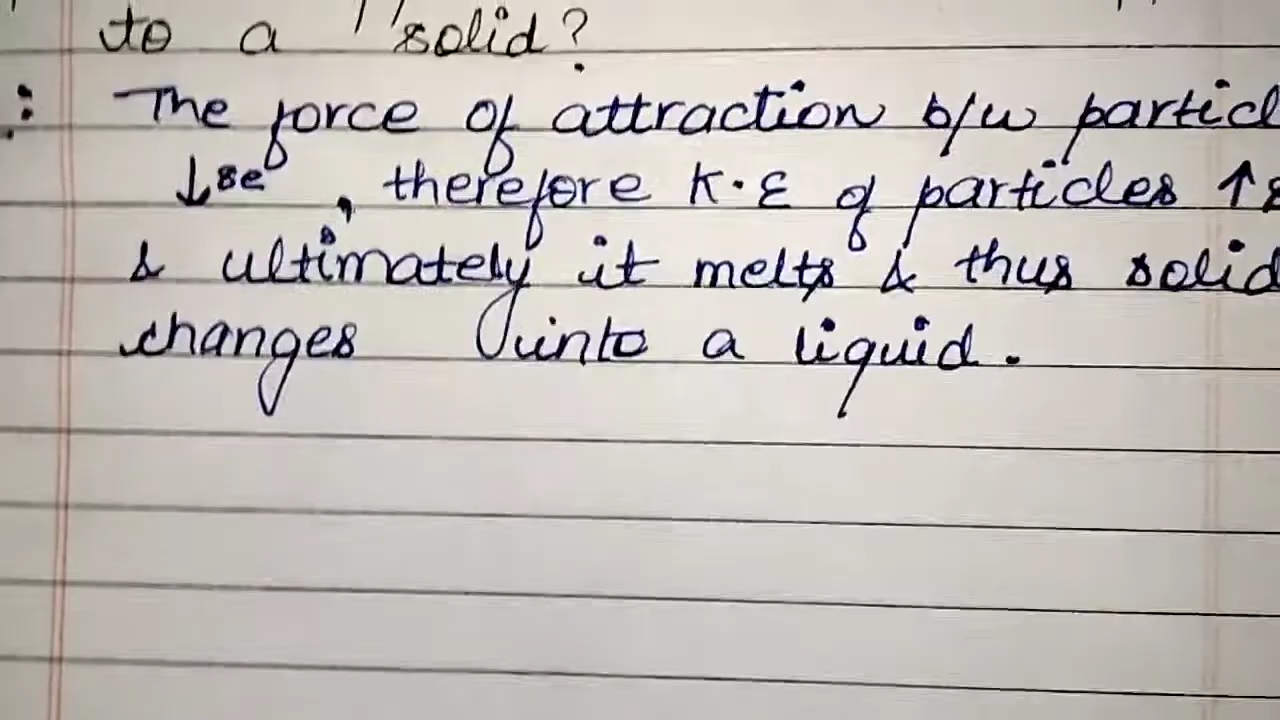 to a solid?
: The force of attraction b/w particl
↓se, therefore K.E of particles ↑s
& ultimately it melts & thus solid
changes into a liquid.